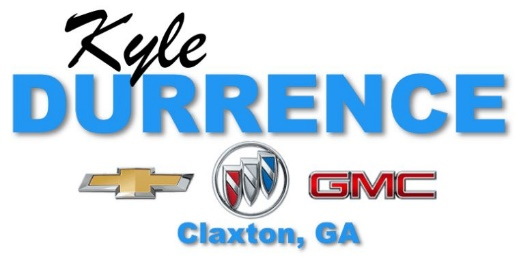 Kyle
DURRENCE
GMC
Claxton, GA